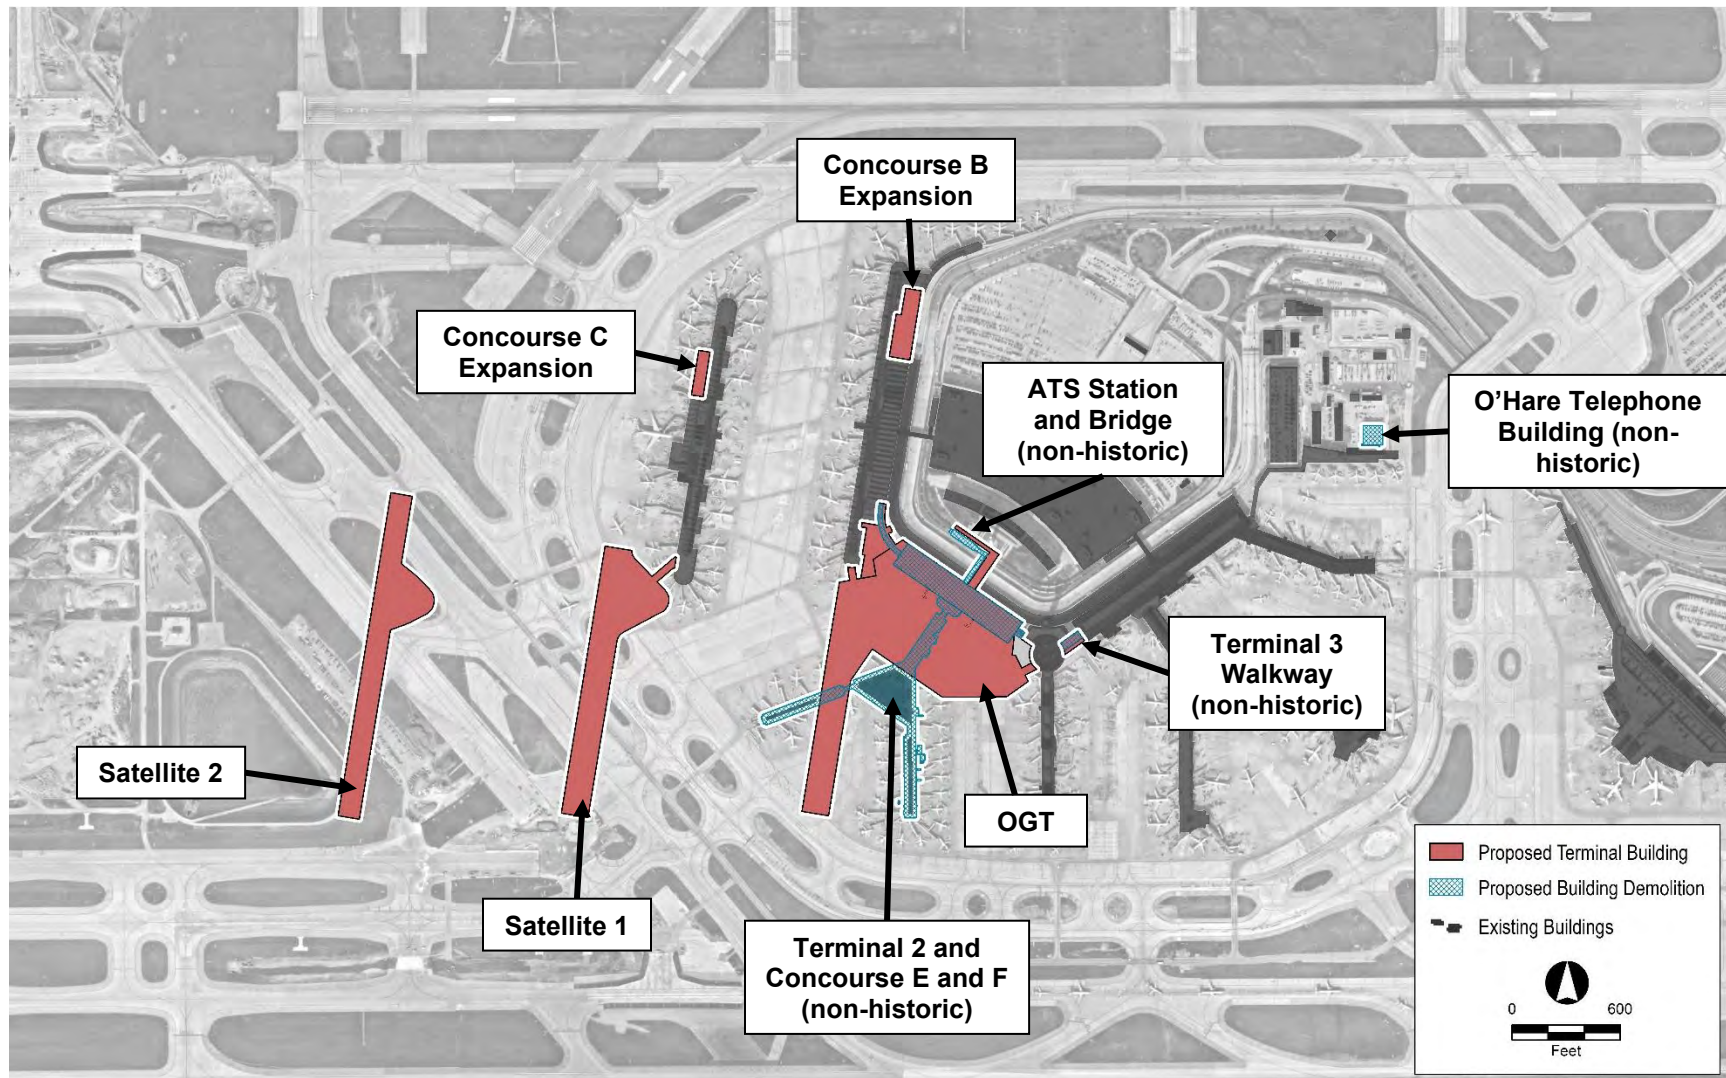 Concourse B
Expansion
Concourse C
Expansion
ATS Station
and Bridge
(non-historic)
O’Hare Telephone
Building (non-
historic)
Terminal 3
Walkway
(non-historic)
Satellite 2
OGT
Satellite 1
Terminal 2 and
Concourse E and F
(non-historic)
Proposed Terminal Building
Proposed Building Demolition
Existing Buildings
0 600
Feet